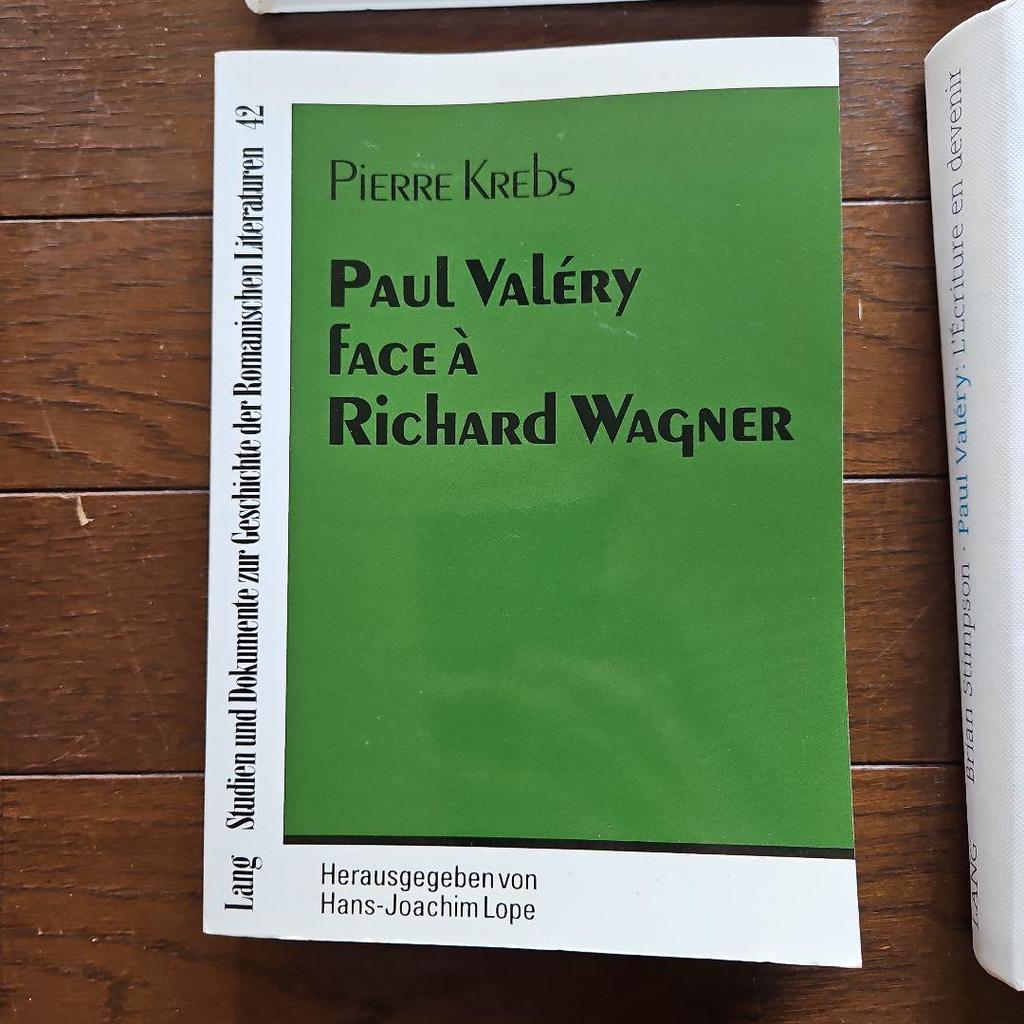 Lang Studien und Dokumente zur Geschichte der Romanischen Literaturen 42
Pierre Krebs
Paul Valéry
face à
Richard Wagner
Herausgegeben von
Hans-Joachim Lope
LANG Brian Stimpson · Paul Valéry: L'Écriture en devenir